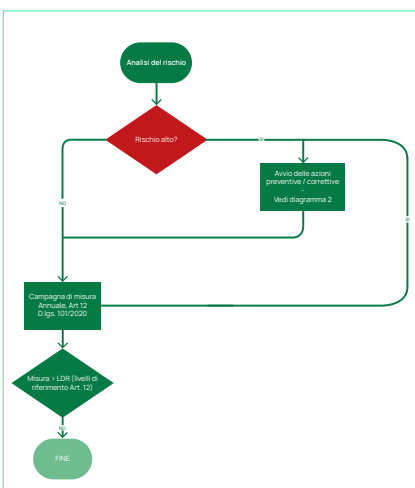 Analisi del rischio
Rischio alto?
SI
Avvio delle azioni
preventive / correttive
-
Vedi diagramma 2
NO
SI
Campagna di misura
Annuale, Art 12
D.lgs. 101/2020
Misura > LDR (livelli di
riferimento Art. 12)
NO
FINE